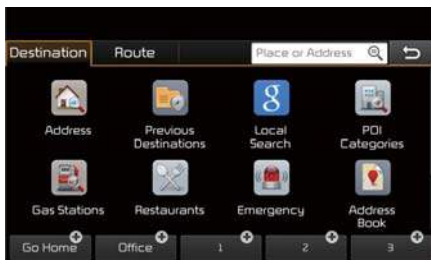 Destination Route Place or Address
Address Previous Destinations Local Search POI Categories
Gas Stations Restaurants Emergency Address Book
Go Home Office 1 2 3